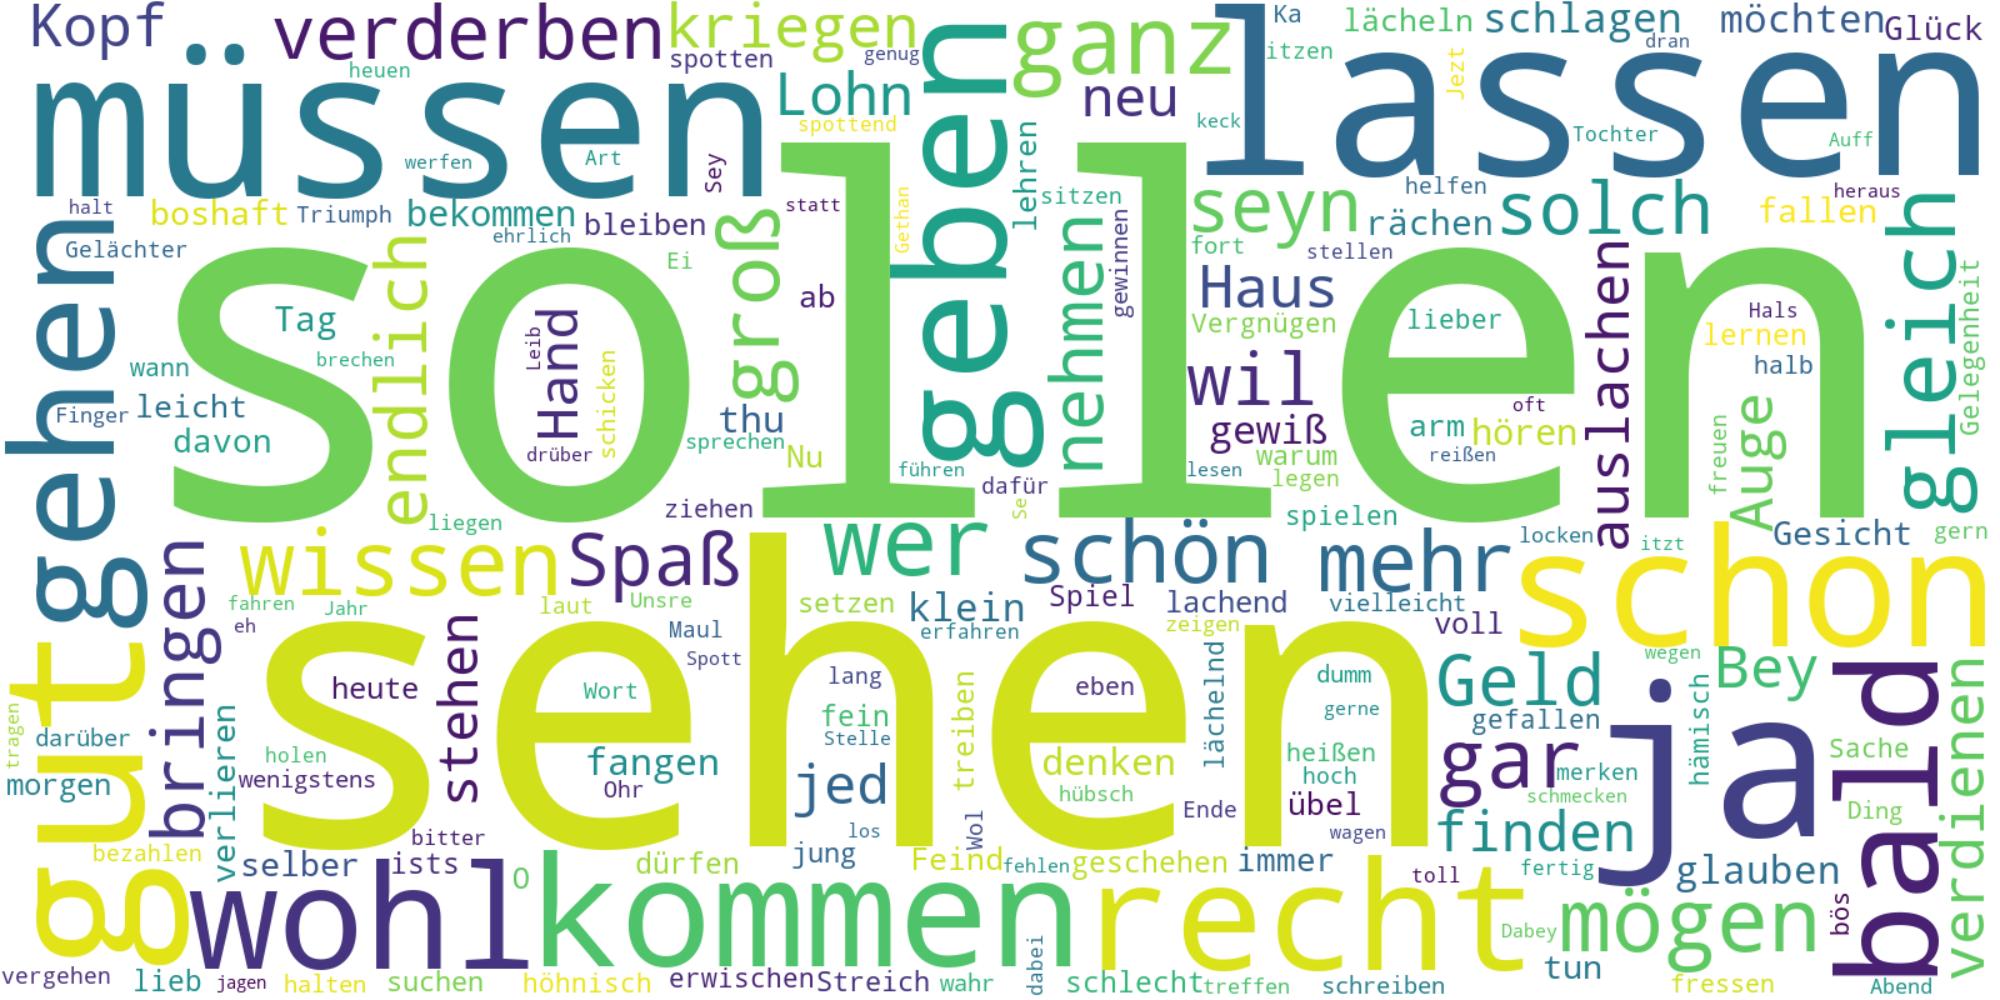 Kopf
verderben
kriegen
ganz
Ka
lächeln
schlagen
möchten
Glück
genug
spotten
heuen
itzen
dran
Jezt
müssen
Lohn
geben
neu
lassen
keck
spottend
Tochter
Auff
werfen
Art
Sey
lehren
sitzen
seyn
helfen
rächen
solch
fallen
heraus
halt
boshaft
Triumph
bekommen
bleiben
ehrlich
statt
Gethan
gewinnen
fort
stellen
gehen
Gelächter
endlich
Ei
groß
ab
nehmen
Haus
auslachen
gleich
Gelegenheit
sollen
Tag
Leib
Hand
Vergnügen
lieber
Hals
lernen
halb
brechen
wann
schicken
wil
Finger
leicht
davon
thu
oft
gewiß
arm
hören
freuen
Auge
drüber
sprechen
Nu
führen
lesen
warum
reißen
legen
dafür
Se
ziehen
liegen
spielen
wissen
Spaß
wer
schön
mehr
locken
itzt
Gesicht
gern
schon
bringen
fahren
Jahr
eh
laut
Unsre
setzen
klein
Spiel
lachend
vielleicht
voll
erfahren
zeigen
stehen
Maul
Spott
sehen
heute
Wort
lang
eben
lächelnd
dumm
gerne
Geld
wegen
Bey
hämisch
gut
tragen
darüber
verlieren
fein
Stelle
treiben
gefallen
ja
bald
verdienen
holen
wenigstens
morgen
fangen
Ohr
jed
denken
hübsch
heißen
hoch
gar
merken
schmecken
Sache
Ding
Ende
übel
wagen
finden
bitter
los
Wol
bezahlen
selber
ists
O
dürfen
jung
Feind
fehlen
geschehen
immer
toll
fertig
glauben
wohl
kommen
recht
Dabey
mögen
bös
vergehen
lieb
jagen
halten
suchen
höhnisch
erwischen
Streich
wahr
dabei
schlecht
treffen
schreiben
tun
fressen
Abend